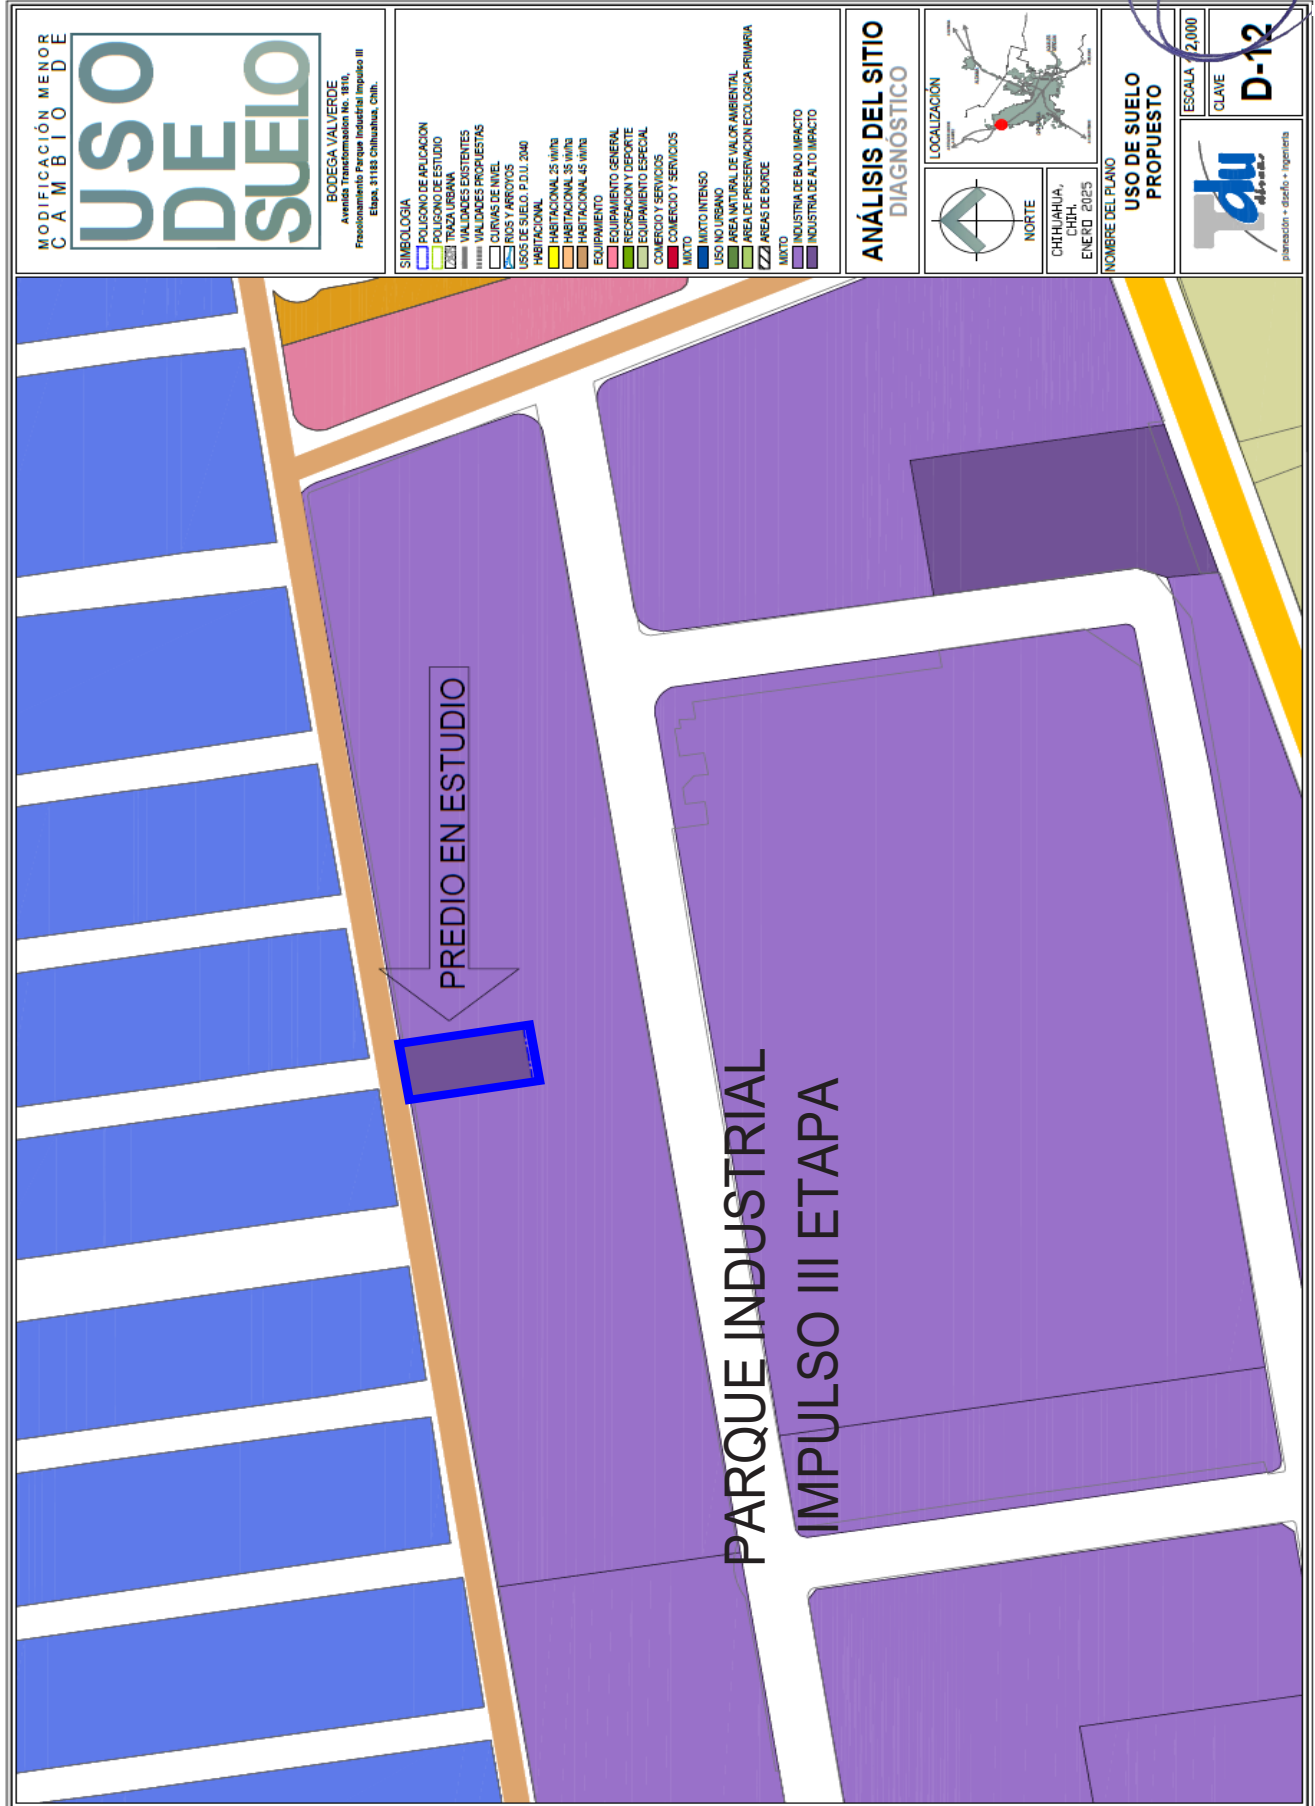 MODIFICACIÓN MENOR
CAMBIO DE
USO
DE
SUELO
BODEGA VALVERDE
Avenida Transformacion No. 1810,
Fraccionamiento Parque Industrial Impulso III
Etapa, 31183 Chihuahua, Chih.
SIMBOLOGIA
POLIGONO DE APLICACION
POLIGONO DE ESTUDIO
TRAZA URBANA
VIALIDADES EXISTENTES
VIALIDADES PROPUESTAS
CURVAS DE NIVEL
RIOS Y ARROYOS
USOS DE SUELO. P.D.U. 2040
HABITACIONAL
HABITACIONAL 25 viv/ha
HABITACIONAL 35 viv/ha
HABITACIONAL 45 viv/ha
EQUIPAMIENTO
EQUIPAMIENTO GENERAL
RECREACION Y DEPORTE
EQUIPAMIENTO ESPECIAL
COMERCIO Y SERVICIOS
COMERCIO Y SERVICIOS
MIXTO
MIXTO INTENSO
USO NO URBANO
AREA NATURAL DE VALOR AMBIENTAL
AREA DE PRESERVACION ECOLOGICA PRIMARIA
AREAS DE BORDE
MIXTO
INDUSTRIA DE BAJO IMPACTO
INDUSTRIA DE ALTO IMPACTO
ANÁLISIS DEL SITIO
DIAGNÓSTICO
LOCALIZACIÓN
NORTE
CHIHUAHUA,
CHIH.
ENERO 2025
NOMBRE DEL PLANO
USO DE SUELO
PROPUESTO
ESCALA 2,000
CLAVE
D-12
du
planeación + diseño + ingeniería
PREDIO EN ESTUDIO
PARQUE INDUSTRIAL
IMPULSO III ETAPA